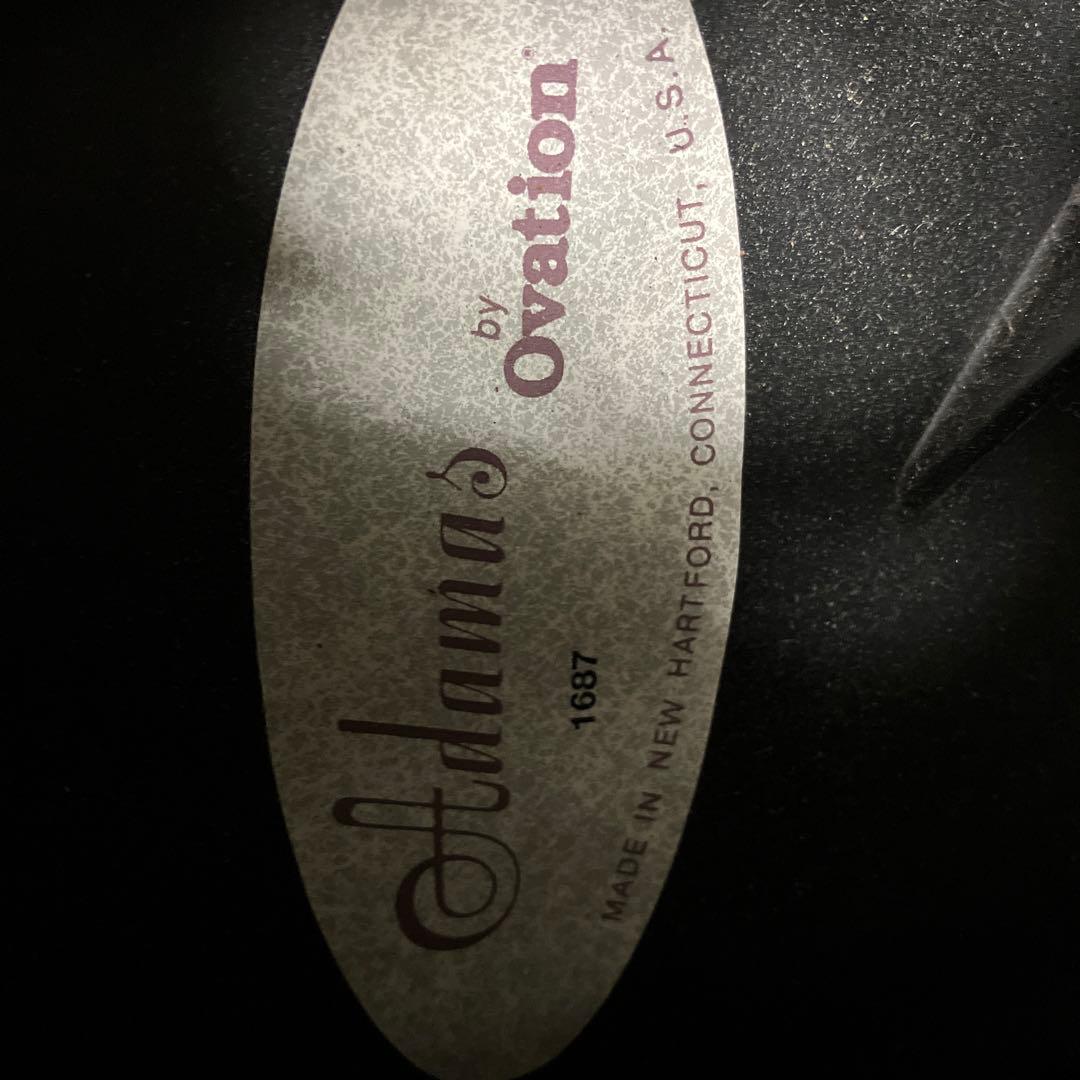 Adamas
by
Ovation®
1687
MADE IN NEW HARTFORD, CONNECTICUT, U.S.A.